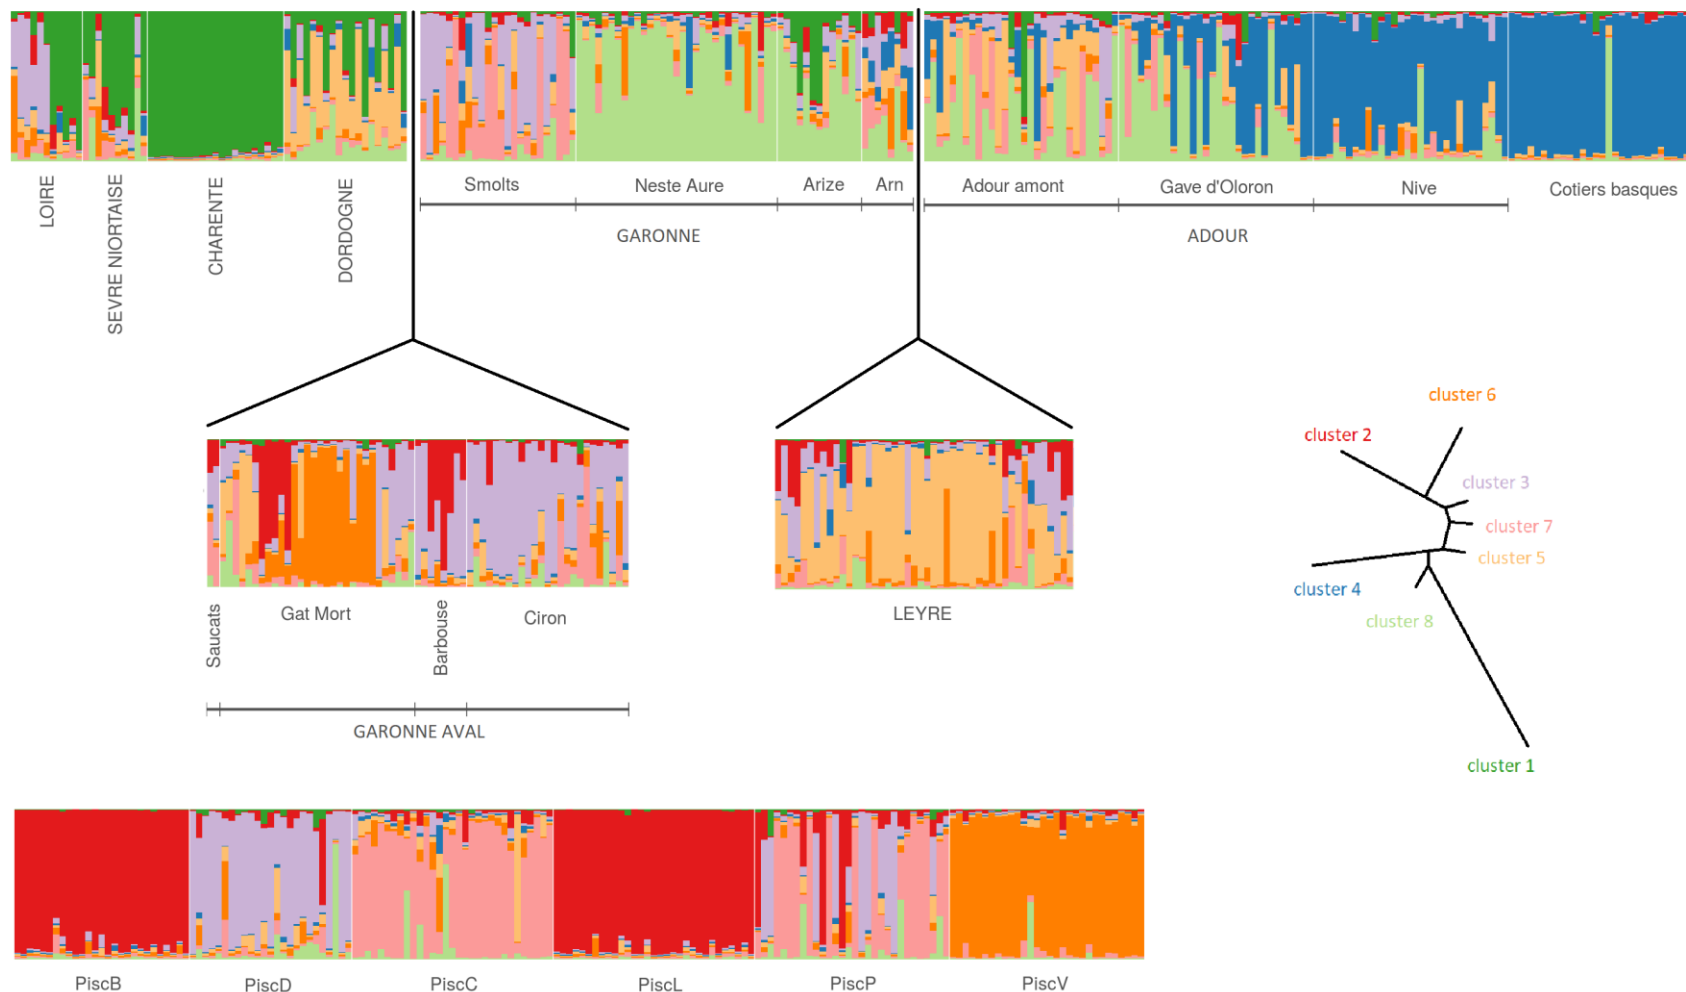 LOIRE
SEVRE NIORTAISE
CHARENTE
DORDOGNE
Smolts
Neste Aure
Arize
Arn
Adour amont
Gave d'Oloron
Nive
Cotiers basques
GARONNE
ADOUR
cluster 6
cluster 2
cluster 3
cluster 7
cluster 5
cluster 4
cluster 8
cluster 1
Saucats
Gat Mort
Barbouse
Ciron
LEYRE
GARONNE AVAL
PiscB
PiscD
PiscC
PiscL
PiscP
PiscV